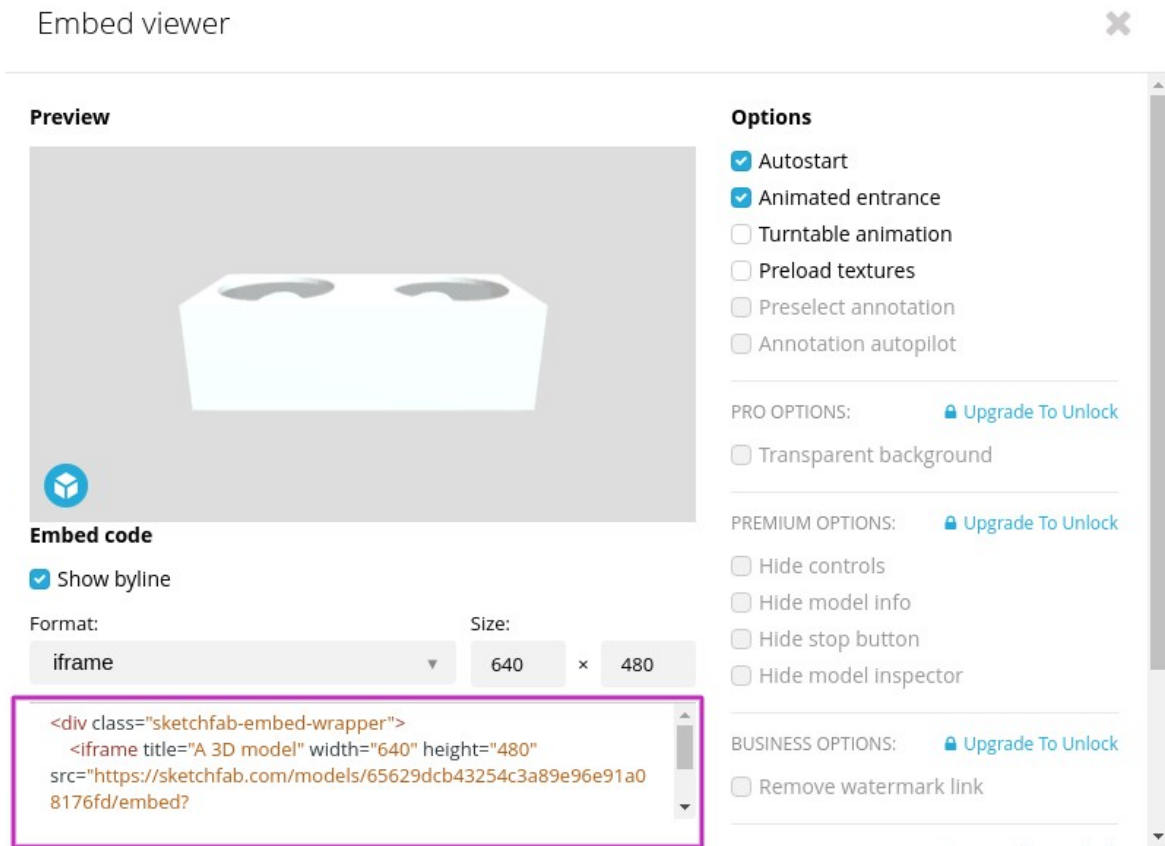 Embed viewer
Preview
Embed code
Show byline
Format:
Size:
iframe
640 × 480
<div class="sketchfab-embed-wrapper">
<iframe title="A 3D model" width="640" height="480"
src="https://sketchfab.com/models/65629dcb43254c3a89e96e91a0
8176fd/embed?
Options
Autostart
Animated entrance
Turntable animation
Preload textures
Preselect annotation
Annotation autopilot
PRO OPTIONS:
Upgrade To Unlock
Transparent background
PREMIUM OPTIONS:
Upgrade To Unlock
Hide controls
Hide model info
Hide stop button
Hide model inspector
BUSINESS OPTIONS:
Upgrade To Unlock
Remove watermark link